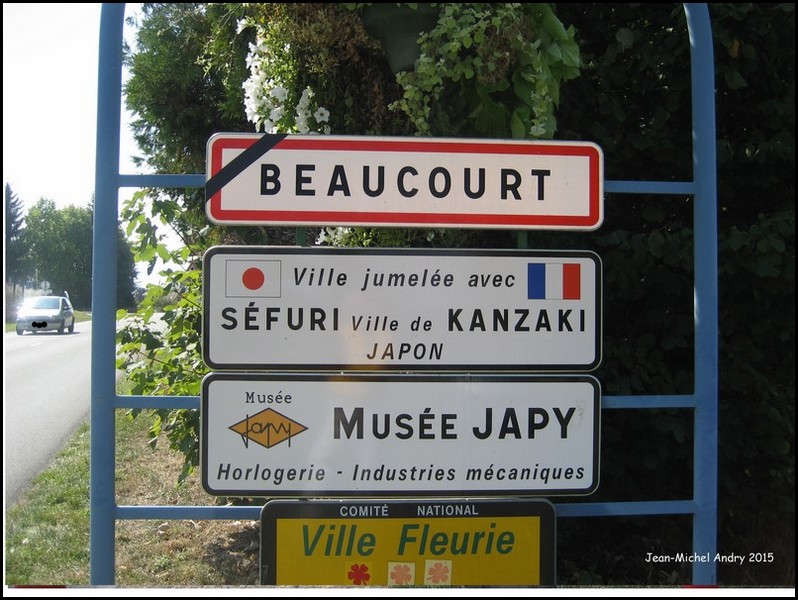 BEAUCOURT
Ville jumelée avec
SÉFURI Ville de KANZAKI
JAPON
Musée
Japy
MUSÉE JAPY
Horlogerie - Industries mécaniques
COMITÉ NATIONAL
Ville Fleurie
Jean-Michel Andry 2015